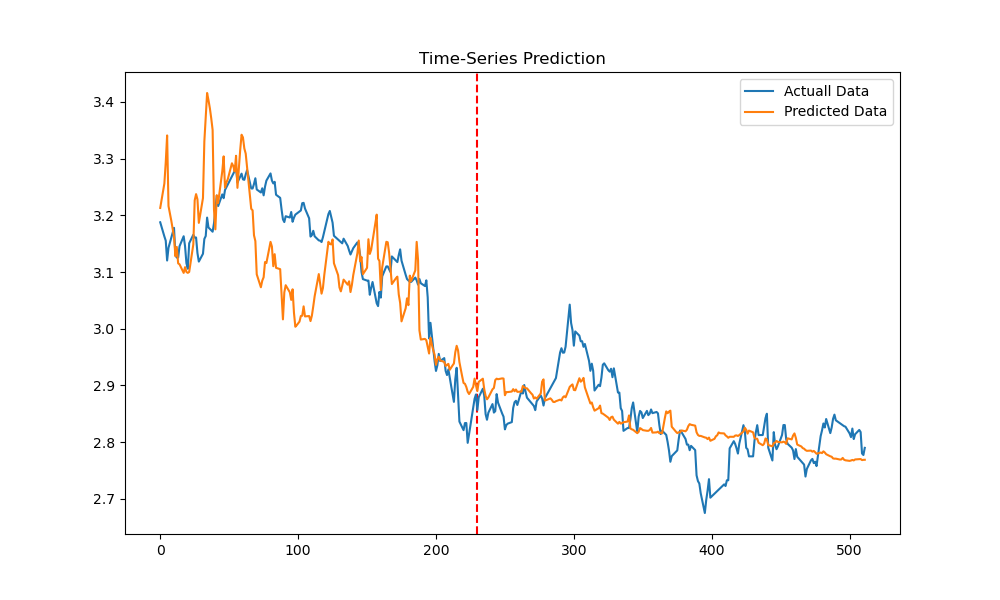 Time-Series Prediction
Actuall Data
Predicted Data
3.4
3.3
3.2
3.1
3.0
2.9
2.8
2.7
0 100 200 300 400 500